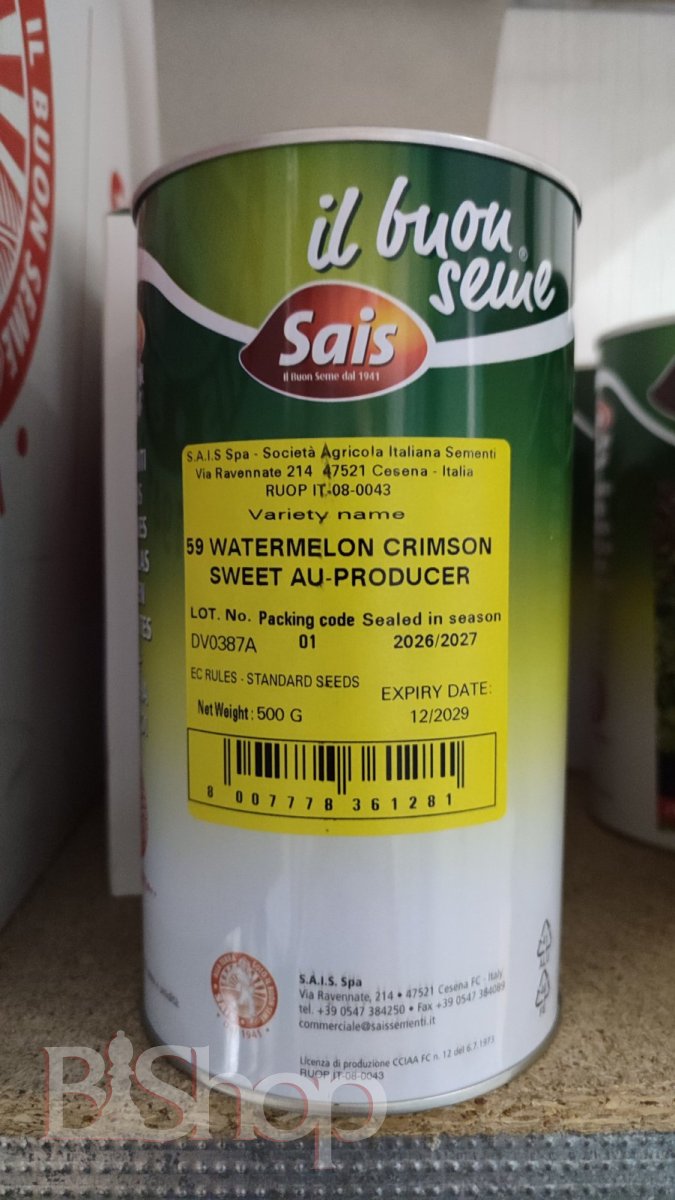 IL BUON SEME
il buon
seme
Sais
Il Buon Seme dal 1941
S.A.I.S Spa - Società Agricola Italiana Sementi
Via Ravennate 214 47521 Cesena - Italia
RUOP IT-08-0043
Variety name
59 WATERMELON CRIMSON
SWEET AU-PRODUCER
LOT. No. Packing code Sealed in season
DV0387A 01 2026/2027
EC RULES - STANDARD SEEDS
EXPIRY DATE:
Net Weight: 500 G
12/2029
8 007778 361281
S.A.I.S. Spa
Via Ravennate, 214 • 47521 Cesena FC - Italy
tel. +39 0547 384250 • Fax +39 0547 384089
commerciale@saissementi.it
Licenza di produzione CCIAA FC n. 12 del 6.7.1973
RUOP IT-08-0043
BiShop